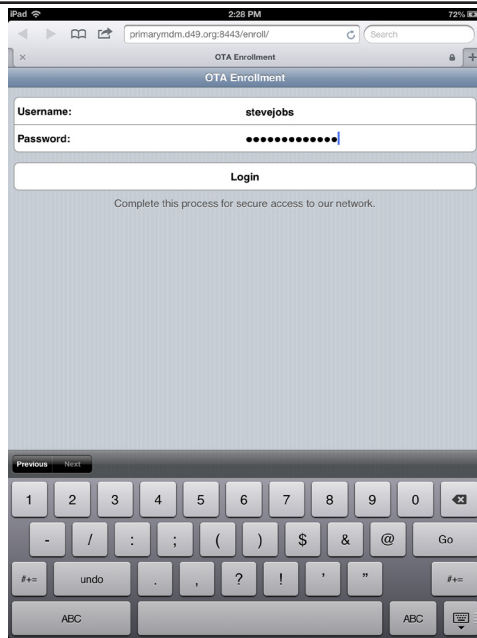 iPad 2:28 PM 72%
primarymdm.d49.org:8443/enroll/ Search
× OTA Enrollment +
OTA Enrollment
Username: stevejobs
Password: •••••••••••••
Login
Complete this process for secure access to our network.
Previous Next
1 2 3 4 5 6 7 8 9 0
- / : ; ( ) $ & @ Go
#+= undo . , ? ! ' " #+=
ABC ABC